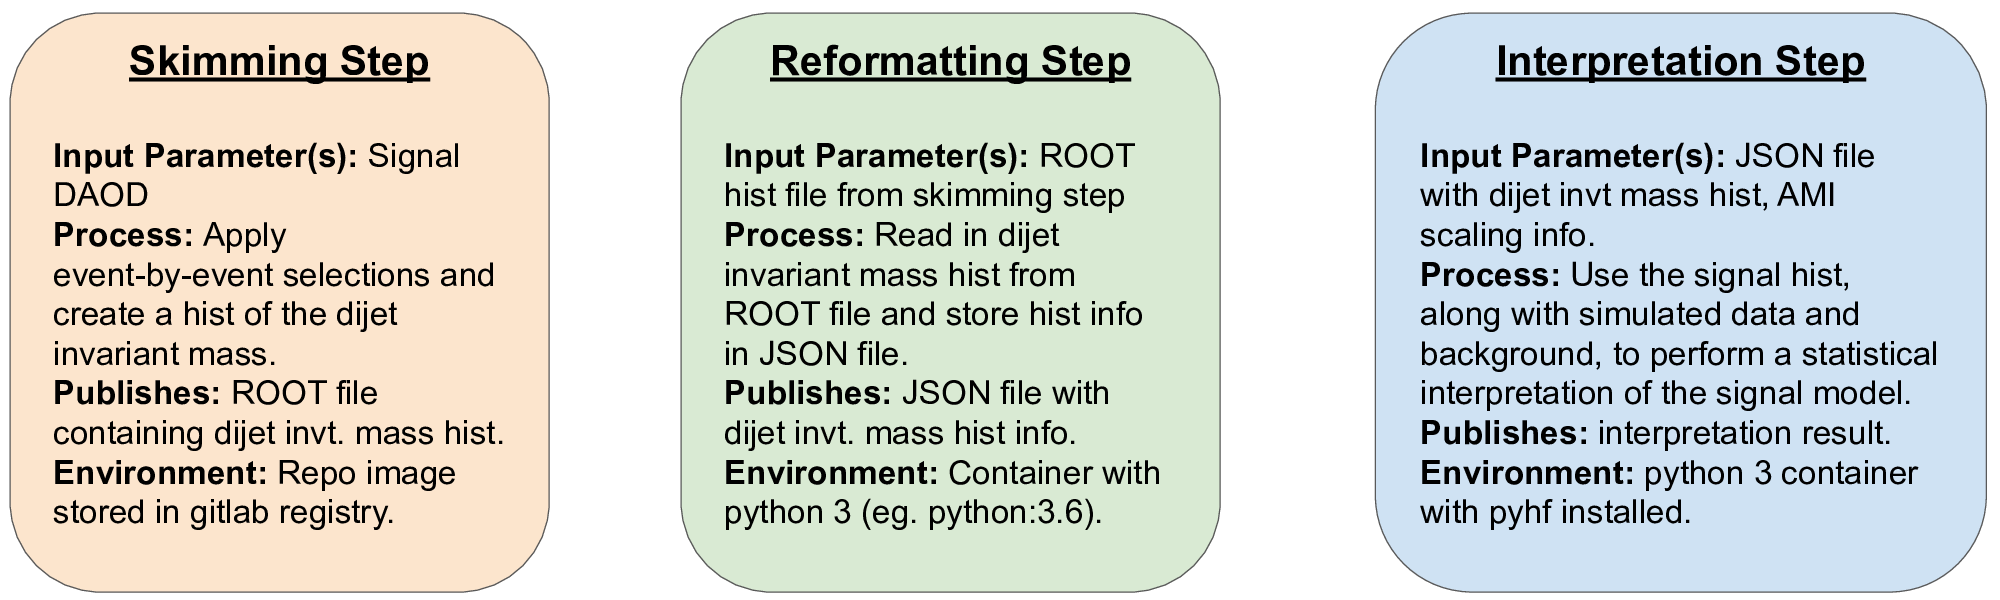 Skimming Step
Input Parameter(s): Signal
DAOD
Process: Apply
event-by-event selections and
create a hist of the dijet
invariant mass.
Publishes: ROOT file
containing dijet invt. mass hist.
Environment: Repo image
stored in gitlab registry.
Reformatting Step
Input Parameter(s): ROOT
hist file from skimming step
Process: Read in dijet
invariant mass hist from
ROOT file and store hist info
in JSON file.
Publishes: JSON file with
dijet invt. mass hist info.
Environment: Container with
python 3 (eg. python:3.6).
Interpretation Step
Input Parameter(s): JSON file
with dijet invt mass hist, AMI
scaling info.
Process: Use the signal hist,
along with simulated data and
background, to perform a statistical
interpretation of the signal model.
Publishes: interpretation result.
Environment: python 3 container
with pyhf installed.